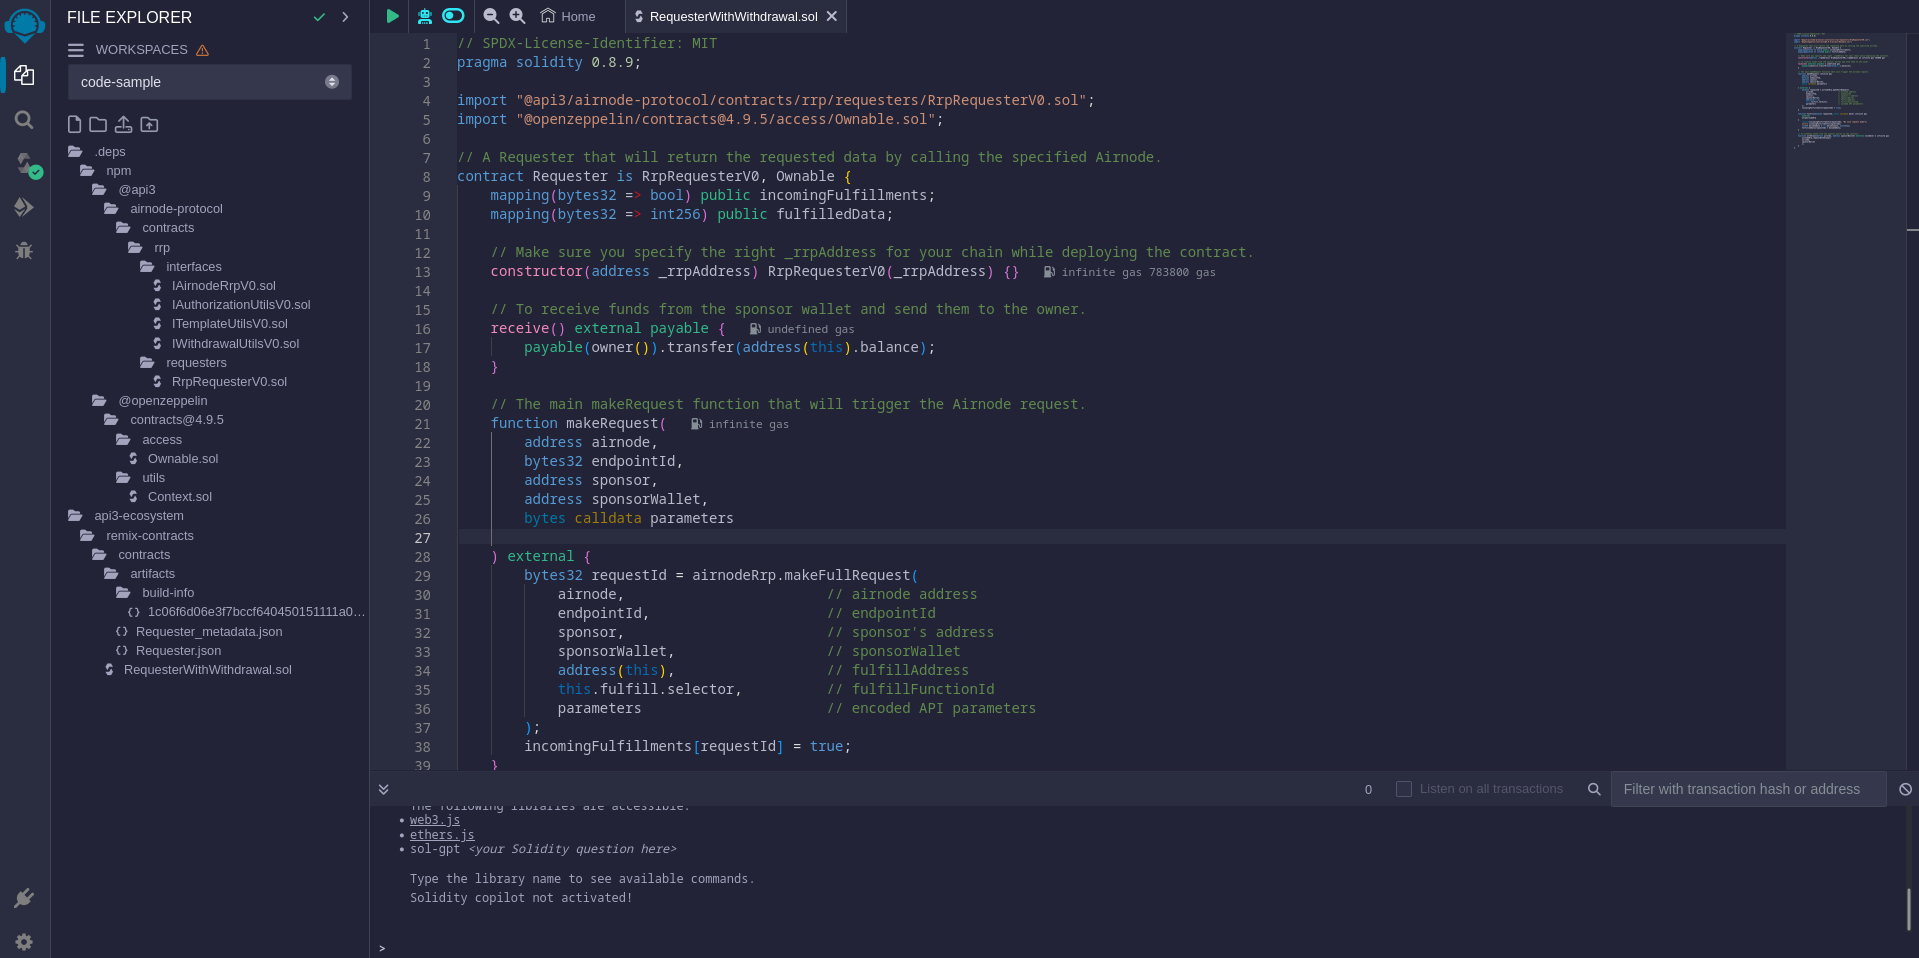 FILE EXPLORER
WORKSPACES
code-sample
.deps
npm
@api3
airnode-protocol
contracts
rrp
interfaces
IAirnodeRrpV0.sol
IAuthorizationUtilsV0.sol
ITemplateUtilsV0.sol
IWithdrawalUtilsV0.sol
requesters
RrpRequesterV0.sol
@openzeppelin
contracts@4.9.5
access
Ownable.sol
utils
Context.sol
api3-ecosystem
remix-contracts
contracts
artifacts
build-info
1c06f6d06e3f7bccf640450151111a0...
Requester_metadata.json
Requester.json
RequesterWithWithdrawal.sol
Home
RequesterWithWithdrawal.sol
1 // SPDX-License-Identifier: MIT
2 pragma solidity 0.8.9;
3
4 import "@api3/airnode-protocol/contracts/rrp/requesters/RrpRequesterV0.sol";
5 import "@openzeppelin/contracts@4.9.5/access/Ownable.sol";
6
7 // A Requester that will return the requested data by calling the specified Airnode.
8 contract Requester is RrpRequesterV0, Ownable {
9 mapping(bytes32 => bool) public incomingFulfillments;
10 mapping(bytes32 => int256) public fulfilledData;
11
12 // Make sure you specify the right _rrpAddress for your chain while deploying the contract.
13 constructor(address _rrpAddress) RrpRequesterV0(_rrpAddress) {} infinite gas 783800 gas
14
15 // To receive funds from the sponsor wallet and send them to the owner.
16 receive() external payable { undefined gas
17 payable(owner()).transfer(address(this).balance);
18 }
19
20 // The main makeRequest function that will trigger the Airnode request.
21 function makeRequest( infinite gas
22 address airnode,
23 bytes32 endpointId,
24 address sponsor,
25 address sponsorWallet,
26 bytes calldata parameters
27
28 ) external {
29 bytes32 requestId = airnodeRrp.makeFullRequest(
30 airnode, // airnode address
31 endpointId, // endpointId
32 sponsor, // sponsor's address
33 sponsorWallet, // sponsorWallet
34 address(this), // fulfillAddress
35 this.fulfill.selector, // fulfillFunctionId
36 parameters // encoded API parameters
37 );
38 incomingFulfillments[requestId] = true;
39 }
0
Listen on all transactions
Filter with transaction hash or address
The following libraries are accessible:
• web3.js
• ethers.js
• sol-gpt <your Solidity question here>
Type the library name to see available commands.
Solidity copilot not activated!
>